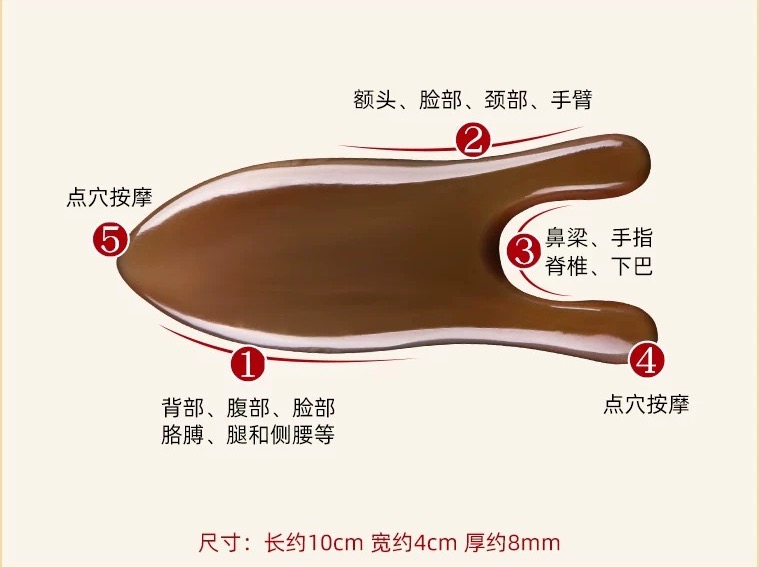 额头、脸部、颈部、手臂
2
点穴按摩
5
3
鼻梁、手指
脊椎、下巴
1
4
背部、腹部、脸部
胳膊、腿和侧腰等
点穴按摩
尺寸：长约10cm 宽约4cm 厚约8mm